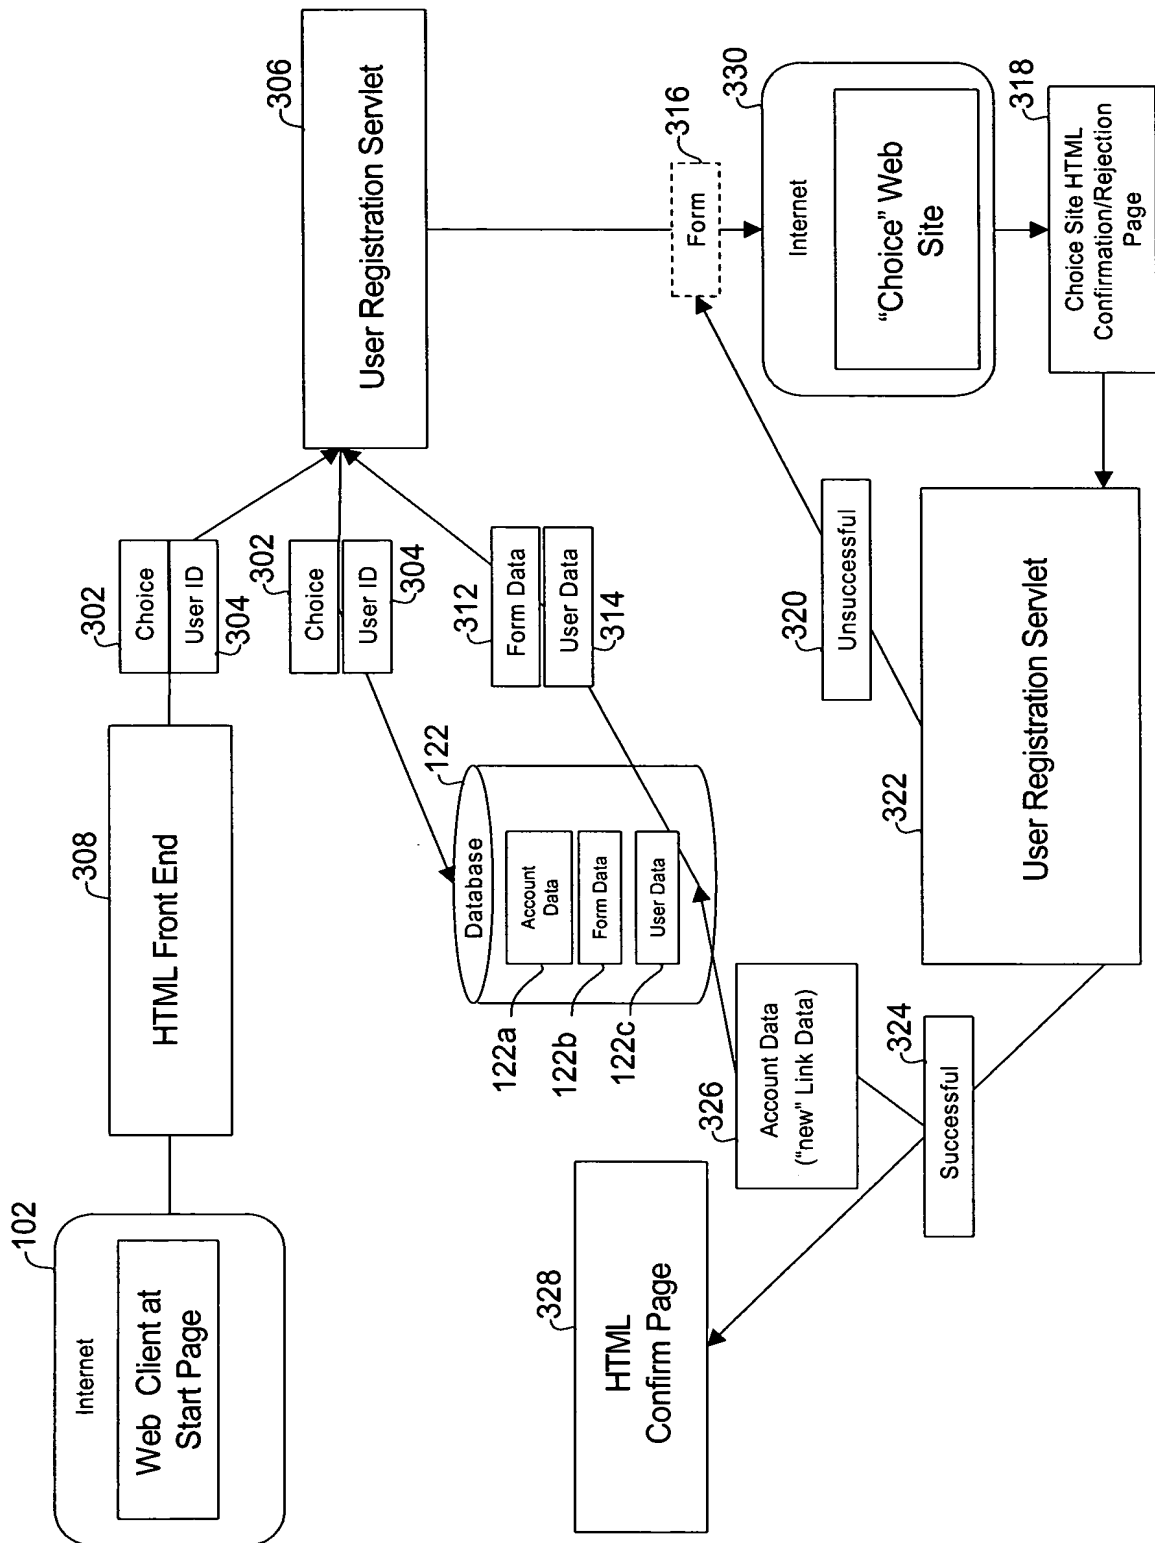 102
Internet
Web Client at
Start Page
308
HTML Front End
302
Choice
User ID
304
306
User Registration Servlet
302
Choice
User ID
304
312
Form Data
User Data
314
122
Database
Account
Data
Form Data
User Data
122a
122b
122c
316
Form
330
Internet
“Choice” Web
Site
318
Choice Site HTML
Confirmation/Rejection
Page
320
Unsuccessful
322
User Registration Servlet
324
Successful
326
Account Data
("new" Link Data)
328
HTML
Confirm Page